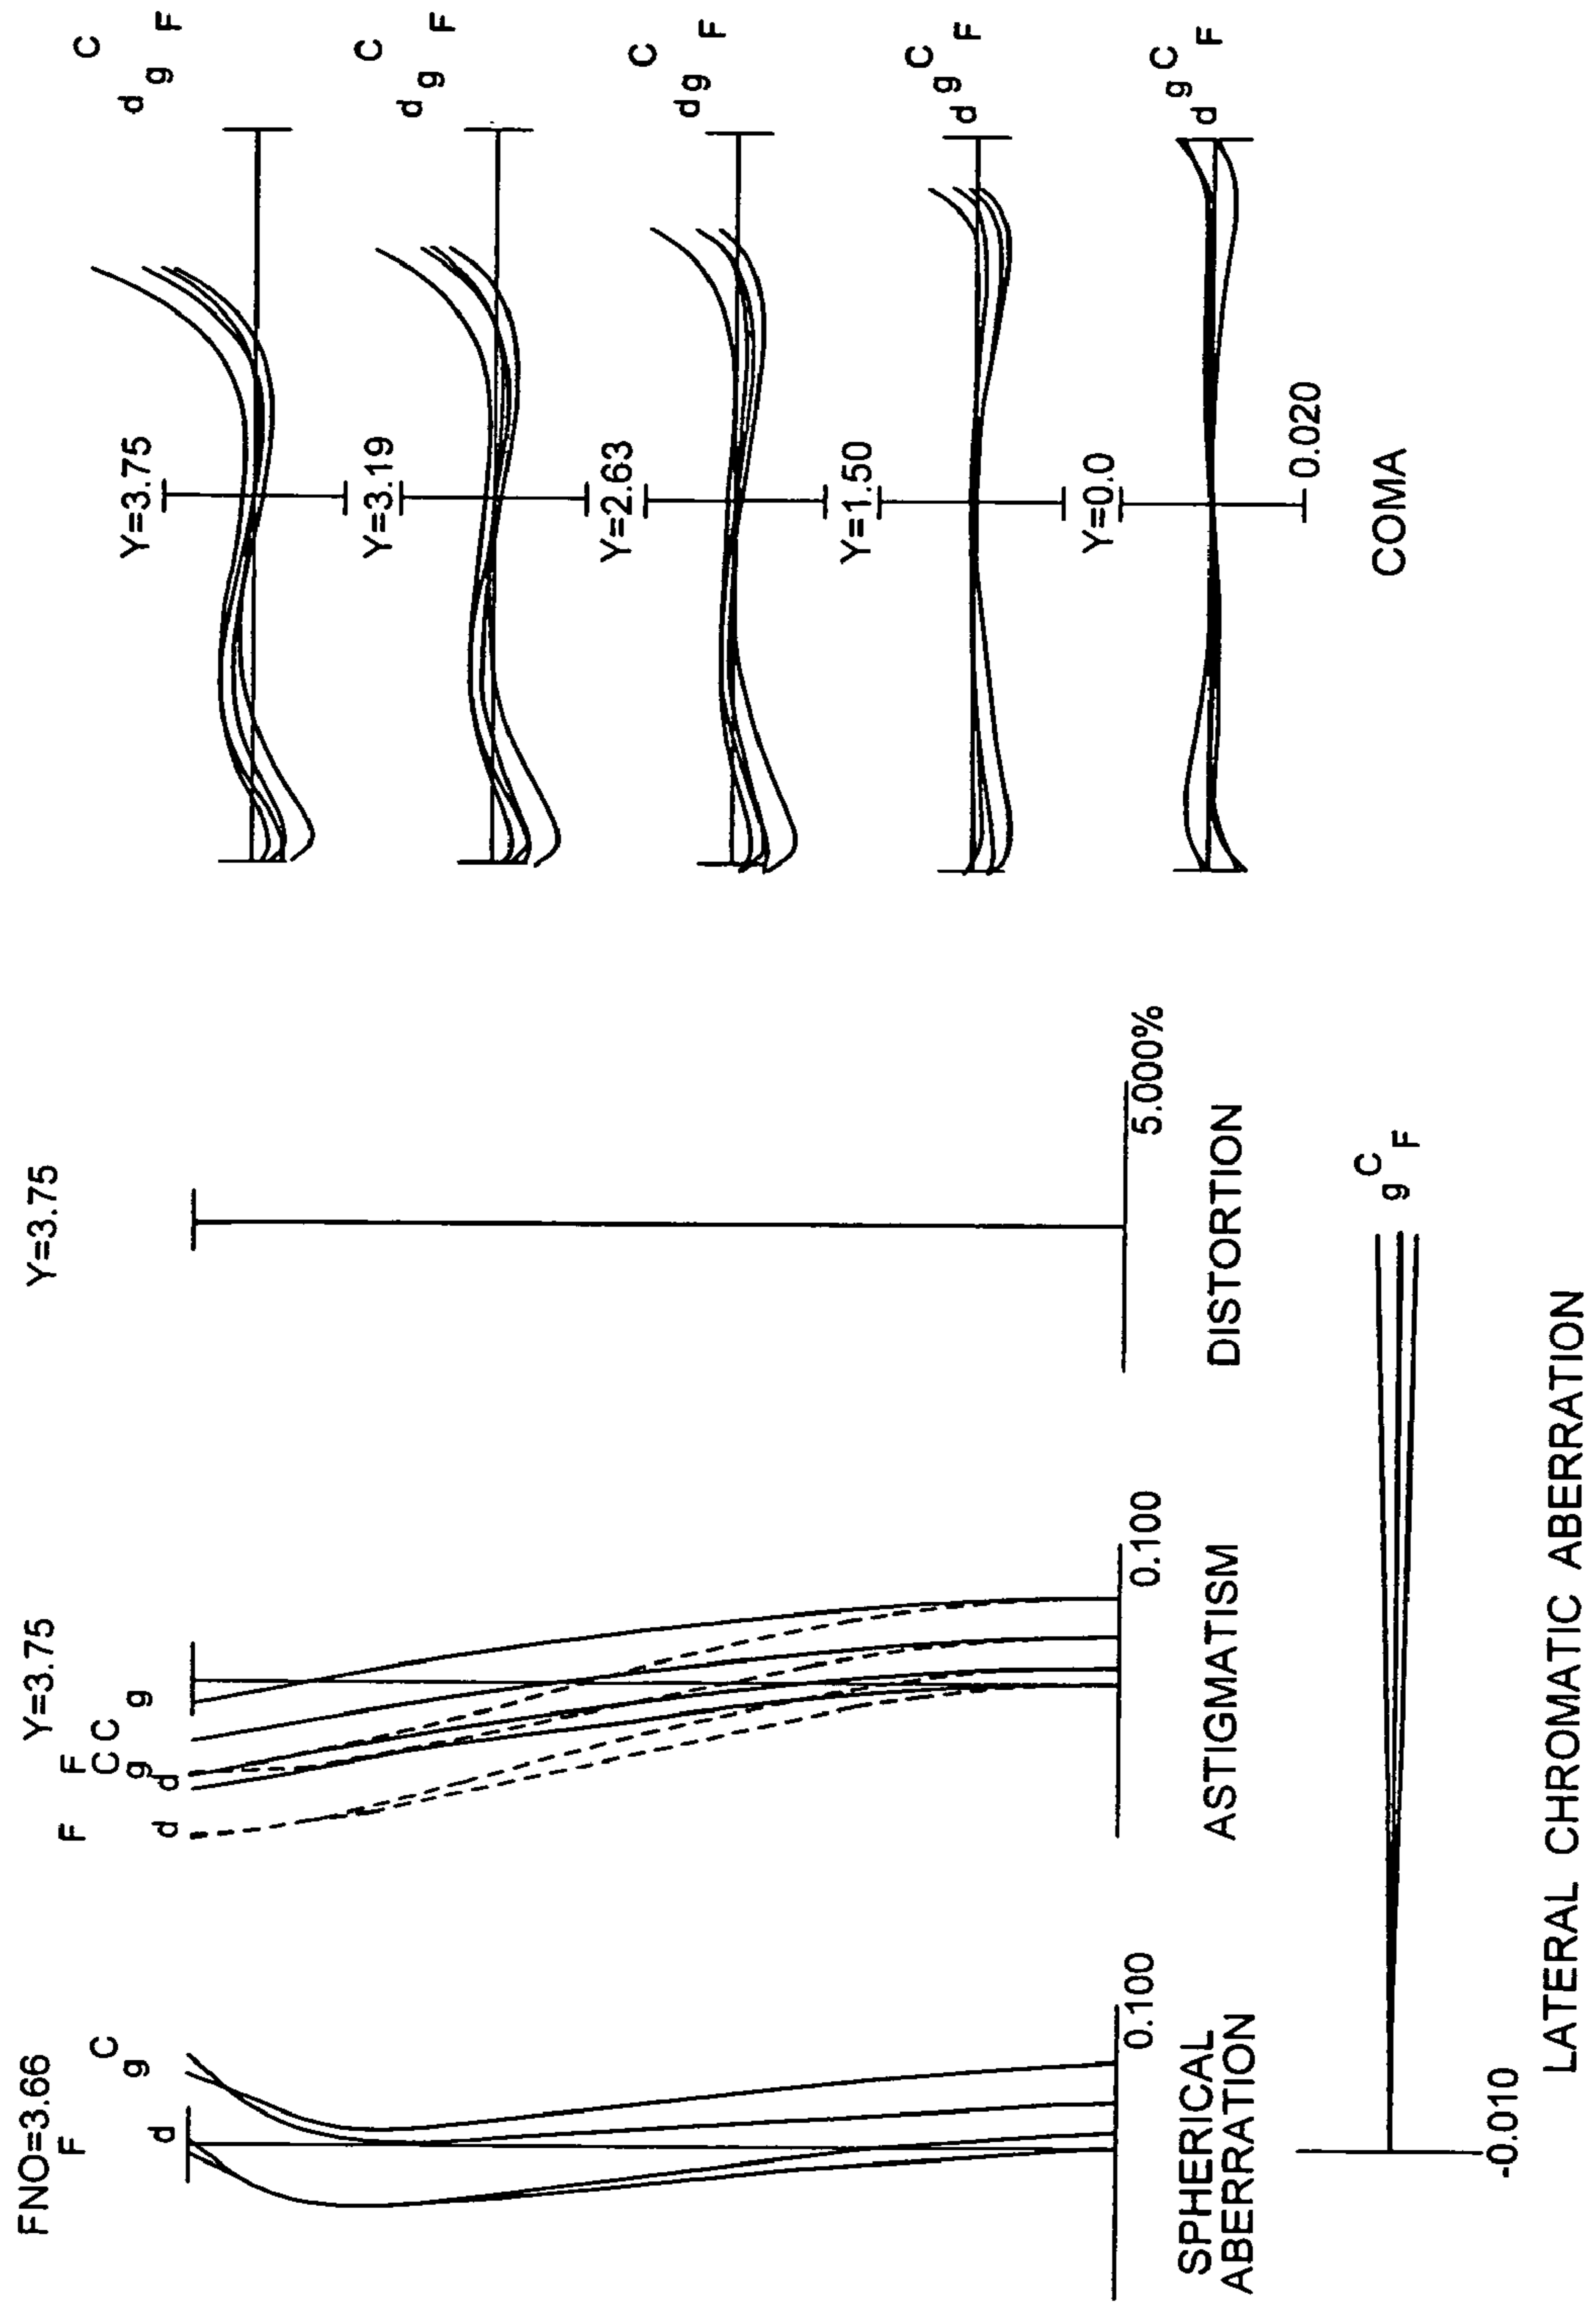 FNO=3.66
F
d
g
C
SPHERICAL
ABERRATION
0.100
Y=3.75
F
F
d
d
g
C
C
g
ASTIGMATISM
0.100
Y=3.75
DISTORTION
5.000%
Y=3.75
d
g
C
F
Y=3.19
d
g
C
F
Y=2.63
d
g
C
F
Y=1.50
d
g
C
F
Y=0.0
d
g
C
F
0.020
COMA
g
C
F
-0.010
LATERAL CHROMATIC ABERRATION